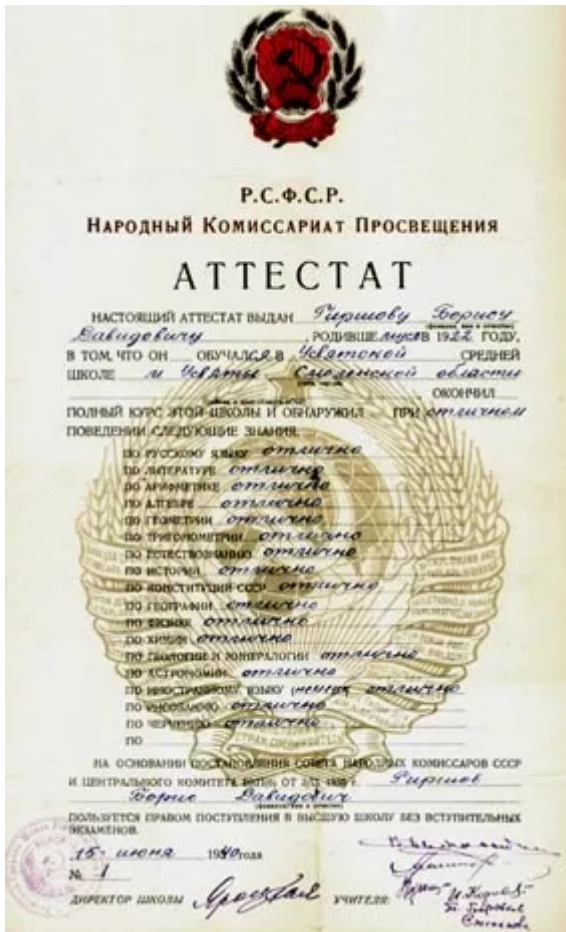 Р.С.Ф.С.Р.
НАРОДНЫЙ КОМИССАРИАТ ПРОСВЕЩЕНИЯ
АТТЕСТАТ
НАСТОЯЩИЙ АТТЕСТАТ ВЫДАН Гиршову Борису
Давидовичу , РОДИВШЕМУСЯ В 1922 ГОДУ,
В ТОМ, ЧТО ОН ОБУЧАЛСЯ В Усвятской СРЕДНЕЙ
ШКОЛЕ м Усвяты Смоленской области
ОКОНЧИЛ
ПОЛНЫЙ КУРС ЭТОЙ ШКОЛЫ И ОБНАРУЖИЛ ПРИ отличном
ПОВЕДЕНИИ СЛЕДУЮЩИЕ ЗНАНИЯ.
ПО РУССКОМУ ЯЗЫКУ отлично
ПО ЛИТЕРАТУРЕ отлично
ПО АРИФМЕТИКЕ отлично
ПО АЛГЕБРЕ отлично
ПО ГЕОМЕТРИИ отлично
ПО ТРИГОНОМЕТРИИ отлично
ПО ЕСТЕСТВОЗНАНИЮ отлично
ПО ИСТОРИИ отлично
ПО КОНСТИТУЦИИ СССР отлично
ПО ГЕОГРАФИИ отлично
ПО ФИЗИКЕ отлично
ПО ХИМИИ отлично
ПО ГЕОЛОГИИ И МИНЕРАЛОГИИ отлично
ПО АСТРОНОМИИ отлично
ПО ИНОСТРАННОМУ ЯЗЫКУ (немецк отлично
ПО РИСОВАНИЮ отлично
ПО ЧЕРЧЕНИЮ отлично
ПО
НА ОСНОВАНИИ ПОСТАНОВЛЕНИЯ СОВЕТА НАРОДНЫХ КОМИССАРОВ СССР
И ЦЕНТРАЛЬНОГО КОМИТЕТА ОТ Гиршов
Борис Давидович
ПОЛЬЗУЕТСЯ ПРАВОМ ПОСТУПЛЕНИЯ В ВЫСШУЮ ШКОЛУ БЕЗ ВСТУПИТЕЛЬНЫХ
ЭКЗАМЕНОВ.
15 июня 1940 года
№ 1
ДИРЕКТОР ШКОЛЫ УЧИТЕЛЯ: